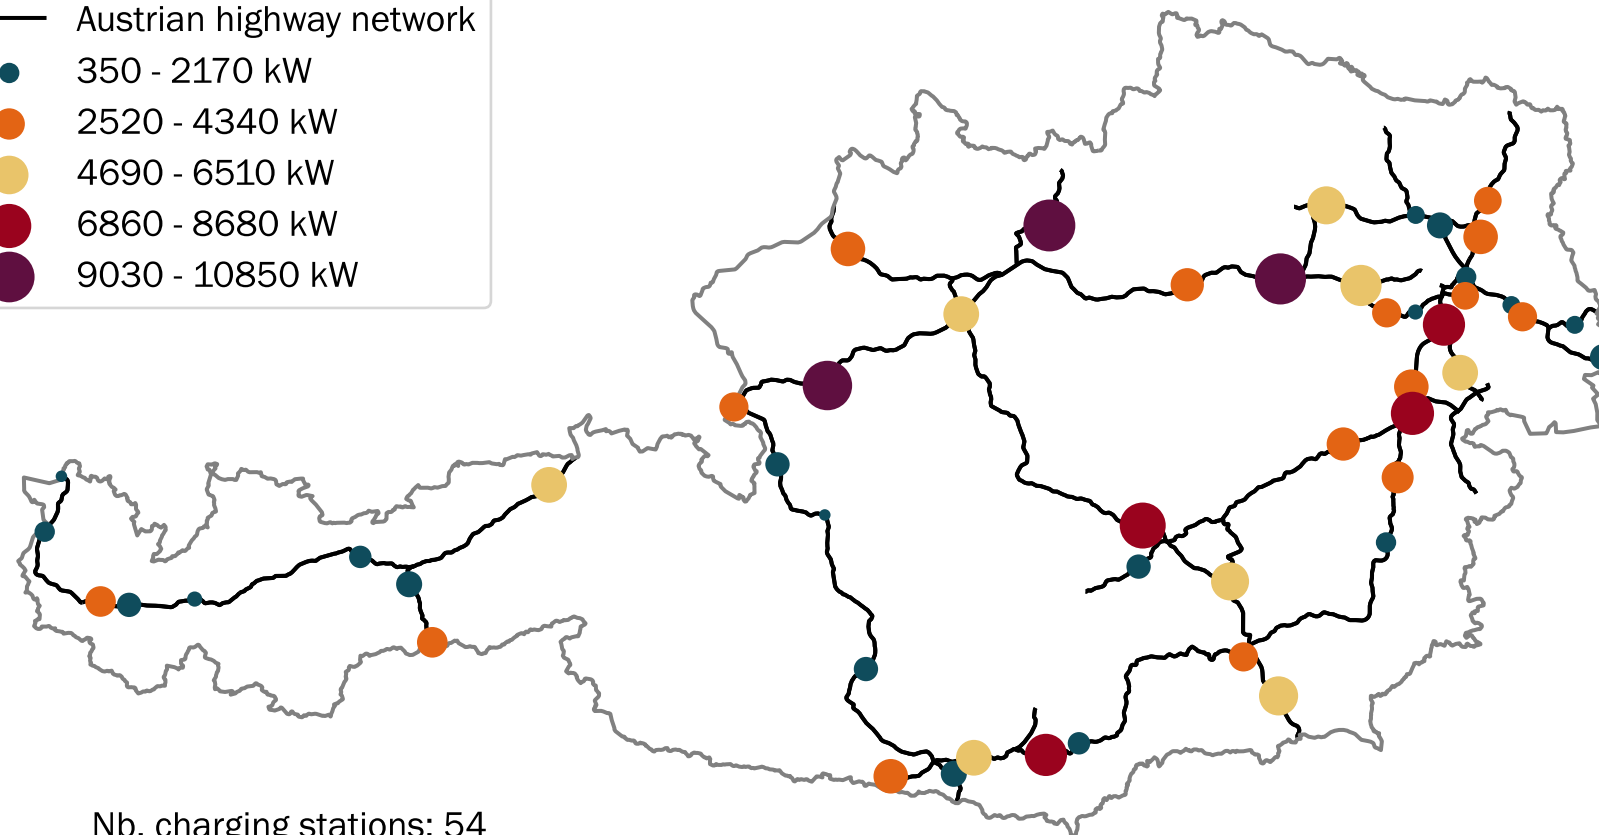 Austrian highway network
350 - 2170 kW
2520 - 4340 kW
4690 - 6510 kW
6860 - 8680 kW
9030 - 10850 kW
Nb. charging stations: 54